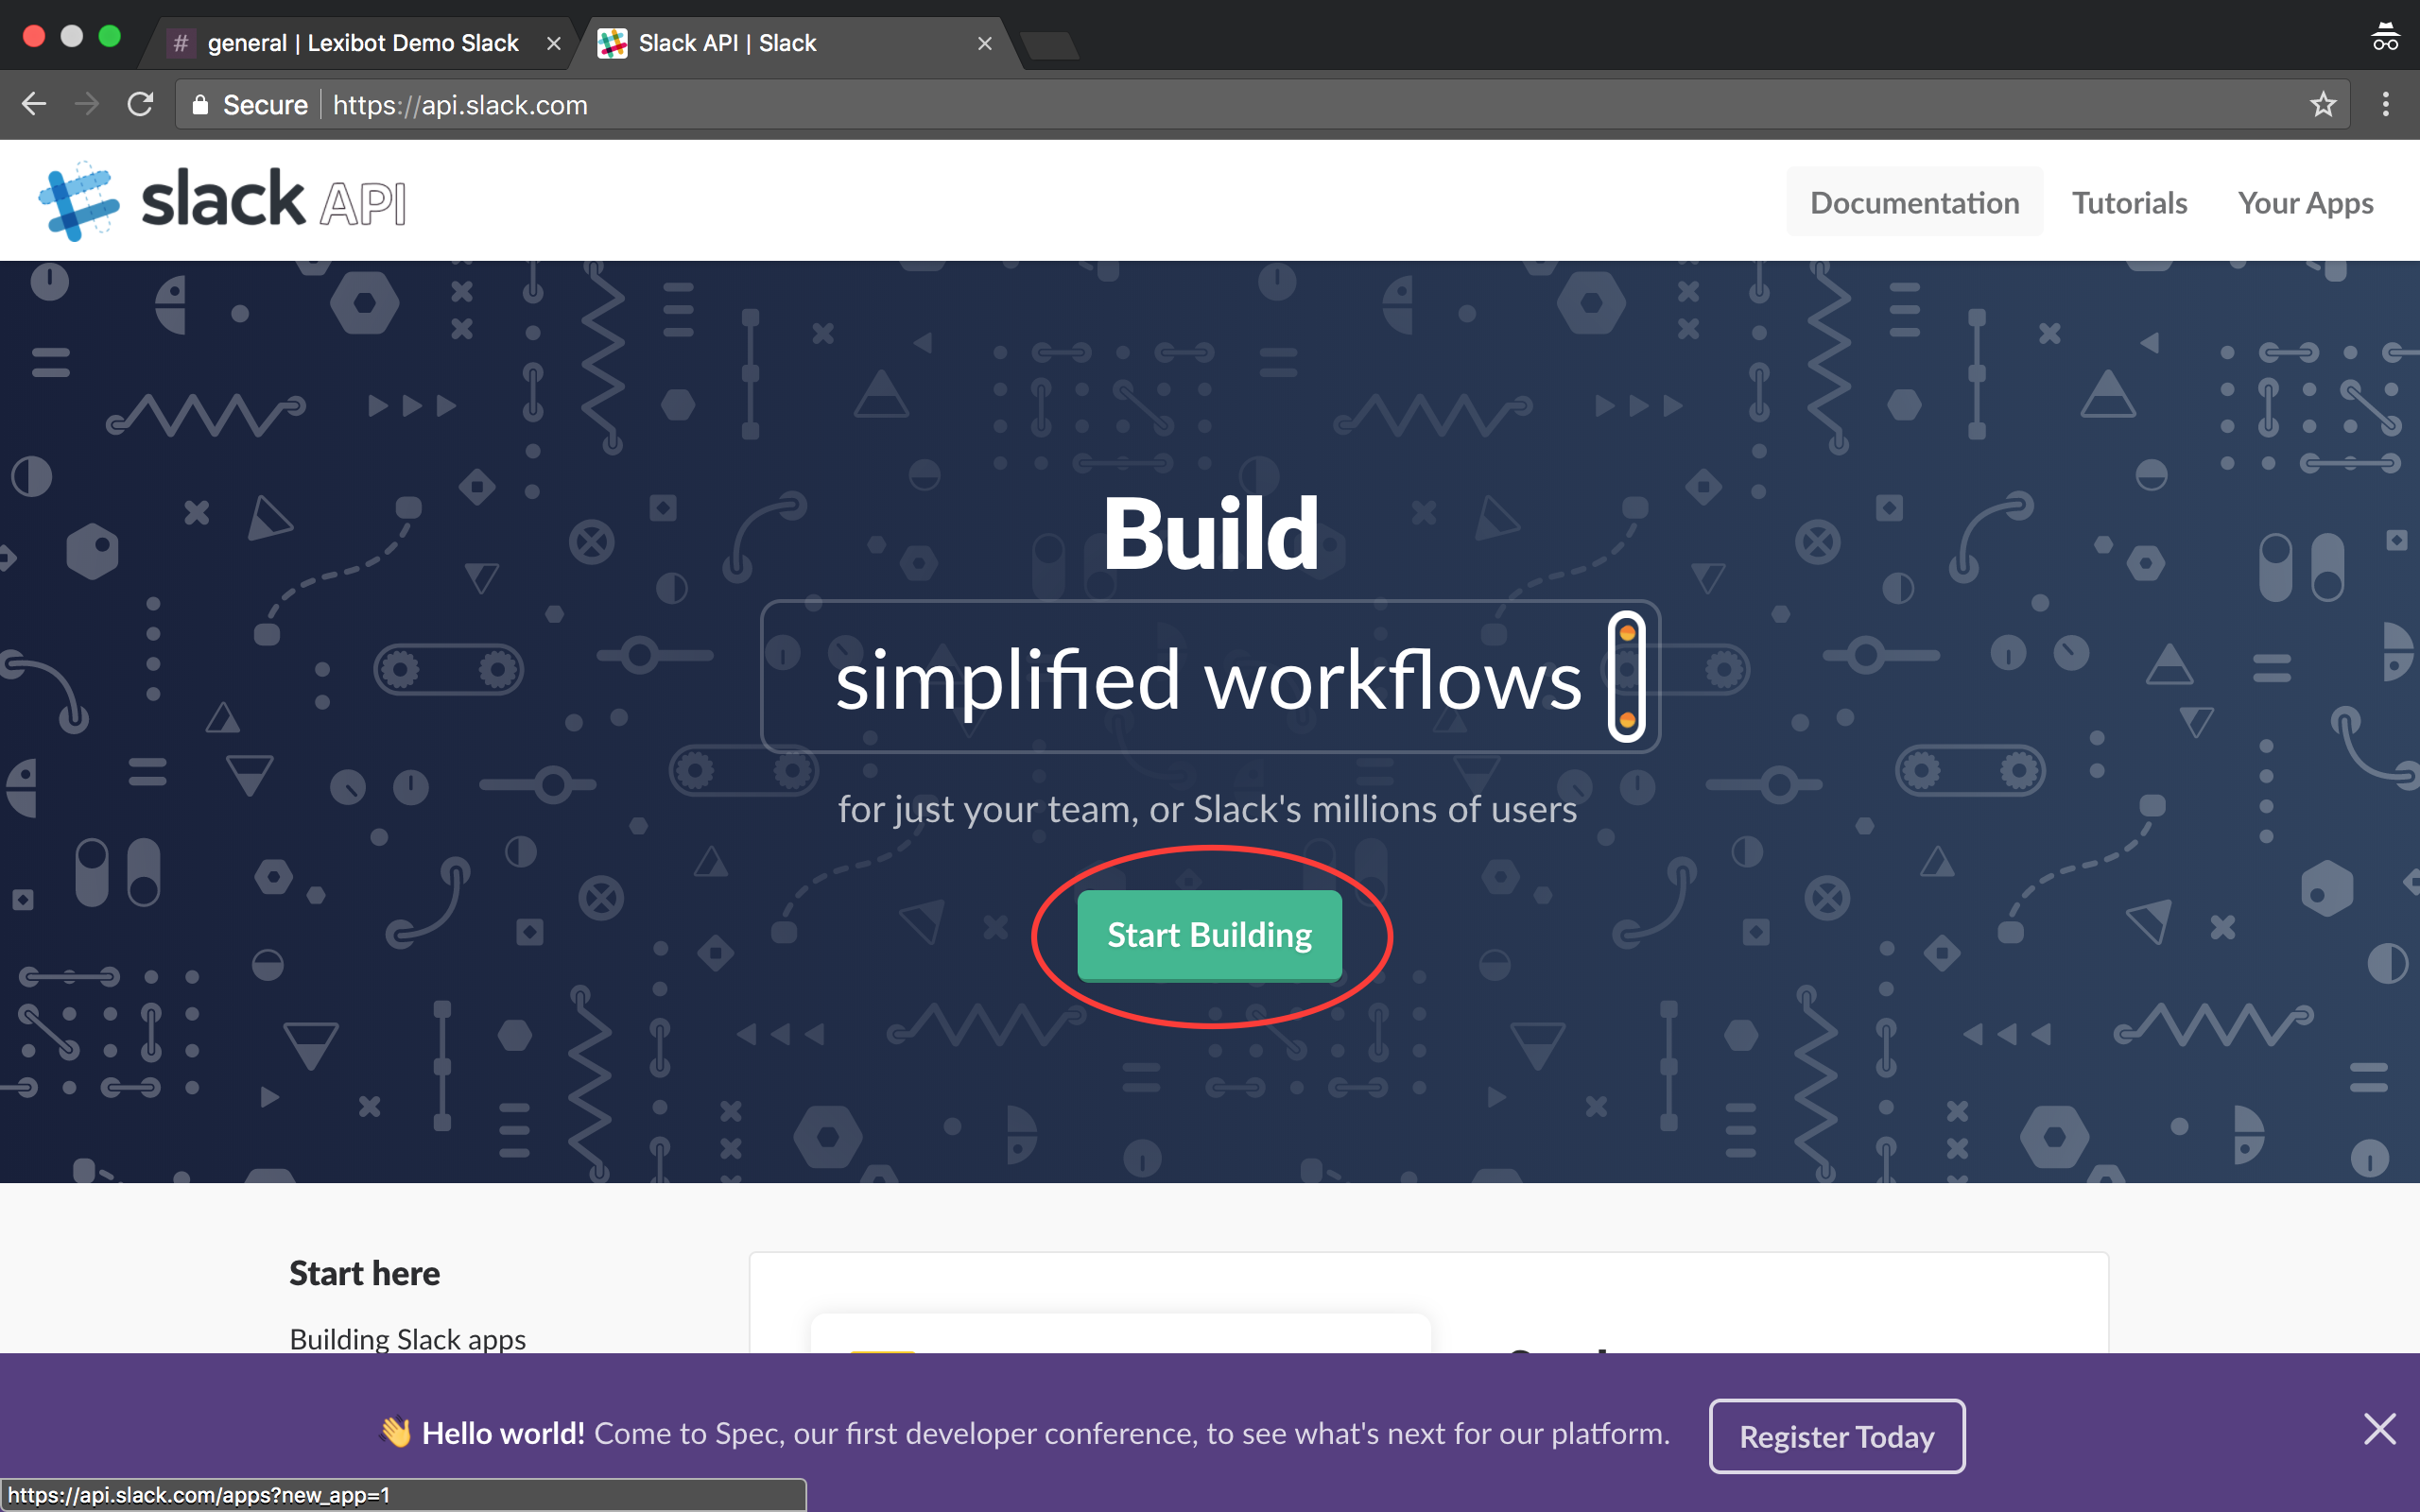 # general | Lexibot Demo Slack
Slack API | Slack
Secure
https://api.slack.com
slack API
Documentation
Tutorials
Your Apps
Build
simplified workflows
for just your team, or Slack's millions of users
Start Building
Start here
Building Slack apps
👋 Hello world! Come to Spec, our first developer conference, to see what's next for our platform.
Register Today
https://api.slack.com/apps?new_app=1